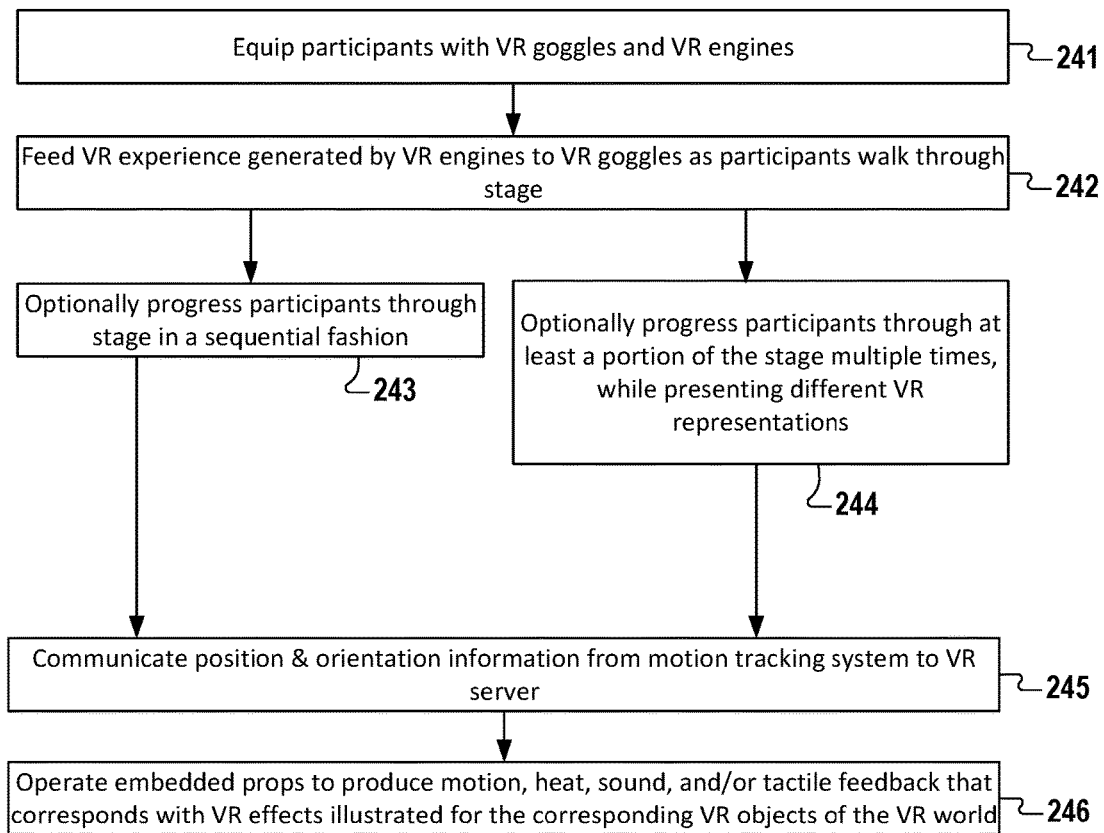 Equip participants with VR goggles and VR engines
241
Feed VR experience generated by VR engines to VR goggles as participants walk through
stage
242
Optionally progress participants through
stage in a sequential fashion
243
Optionally progress participants through at
least a portion of the stage multiple times,
while presenting different VR
representations
244
Communicate position & orientation information from motion tracking system to VR
server
245
Operate embedded props to produce motion, heat, sound, and/or tactile feedback that
corresponds with VR effects illustrated for the corresponding VR objects of the VR world
246